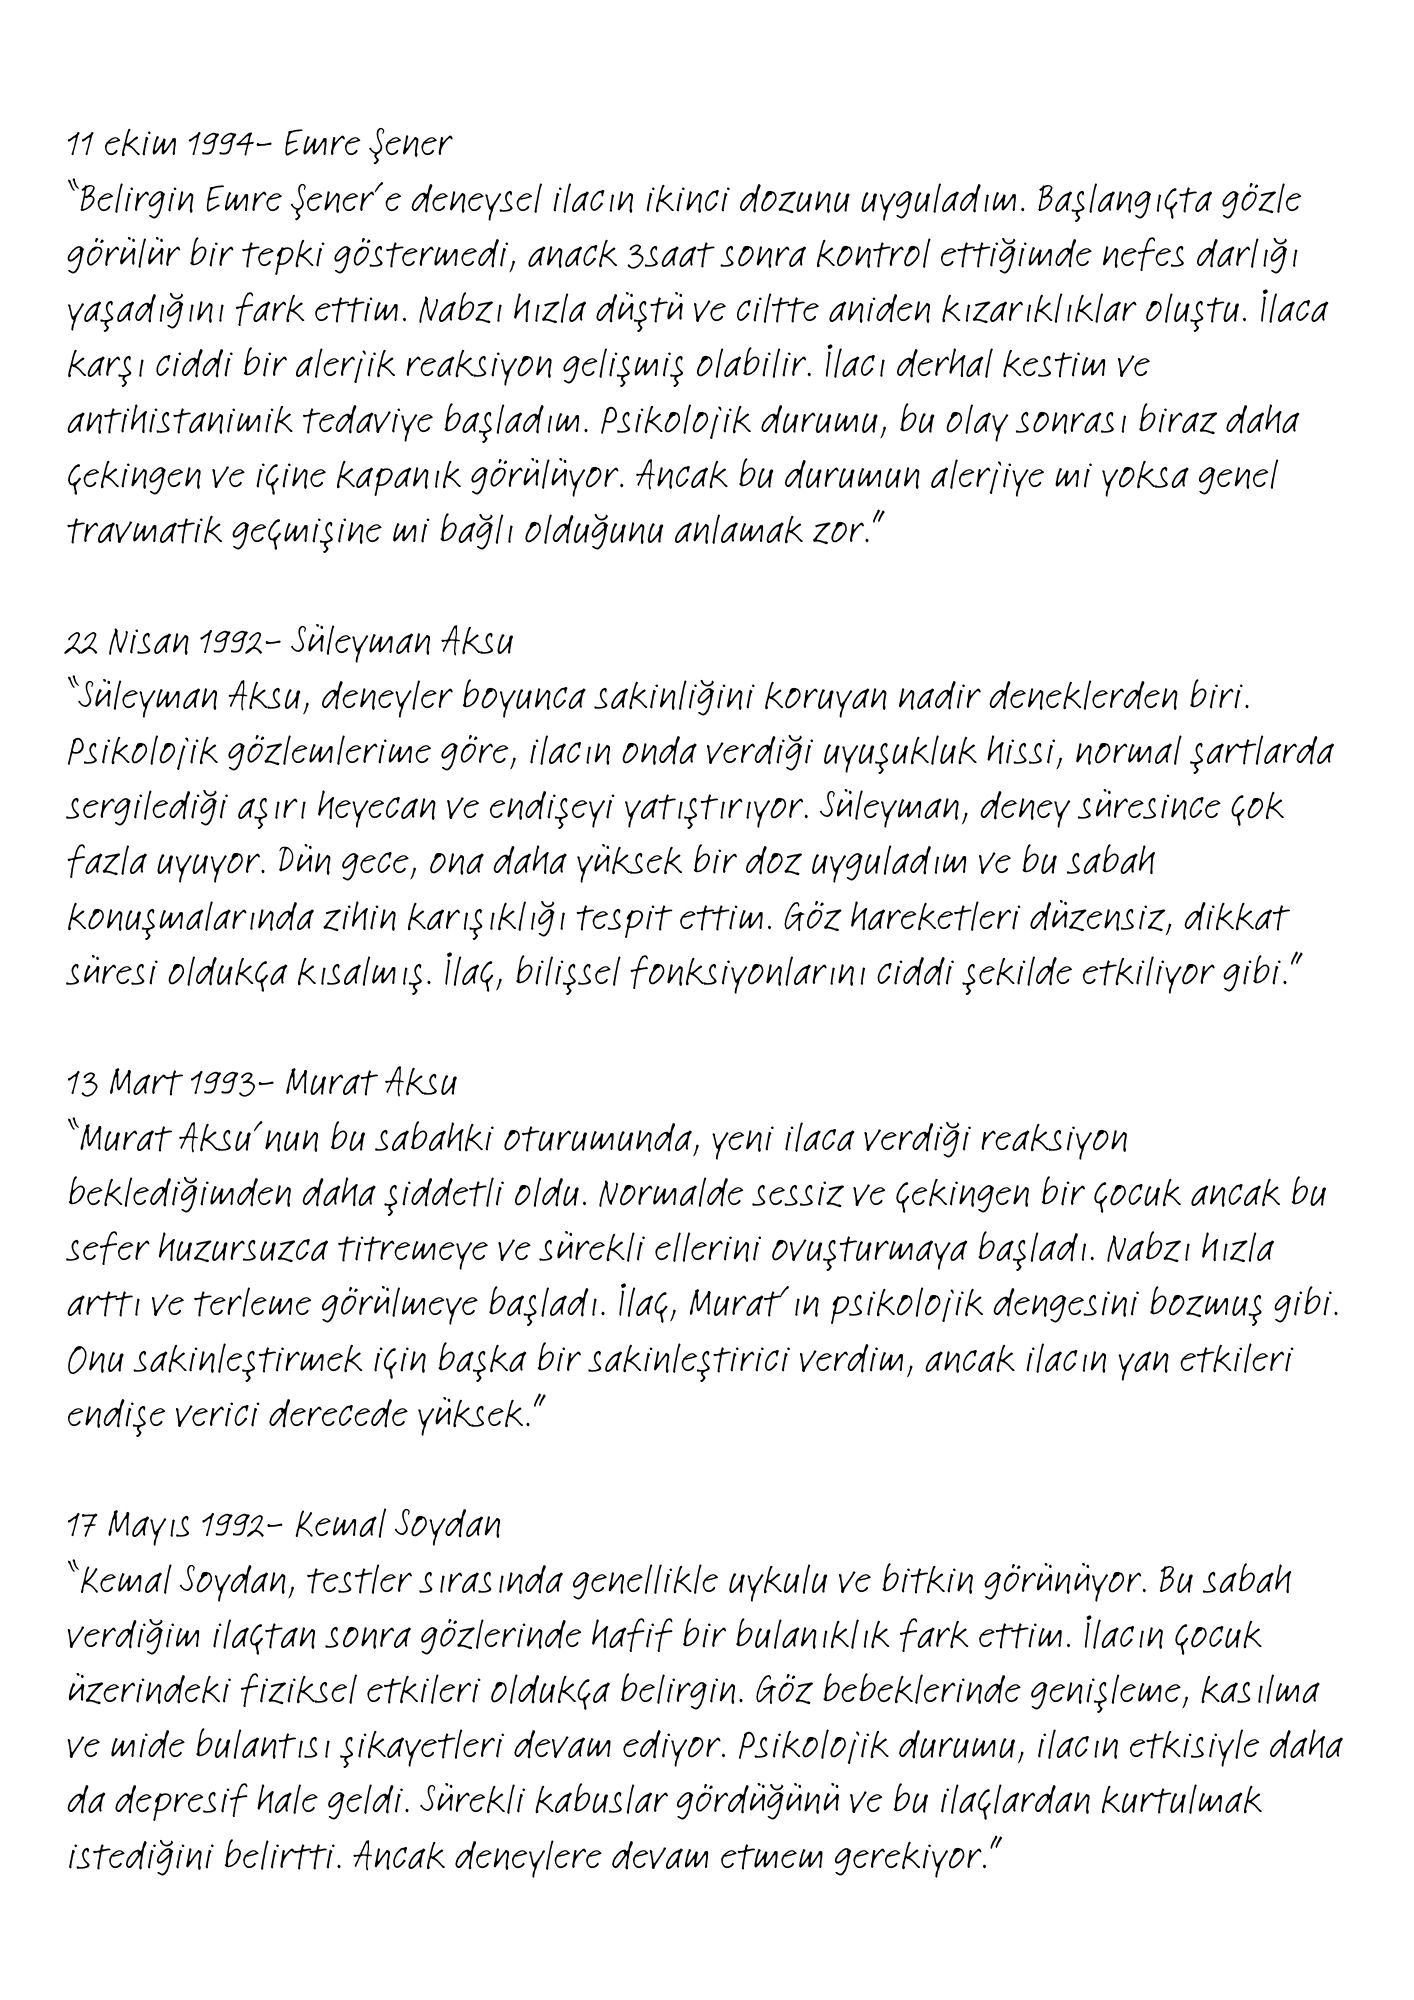 11 ekim 1994- Emre Şener
"Belirgin Emre Şener'e deneysel ilacın ikinci dozunu uyguladım. Başlangıçta gözle
görülür bir tepki göstermedi, anack 3saat sonra kontrol ettiğimde nefes darlığı
yaşadığını fark ettim. Nabzı hızla düştü ve ciltte aniden kızarıklıklar oluştu. İlaca
karşı ciddi bir alerjik reaksiyon gelişmiş olabilir. İlacı derhal kestim ve
antihistanimik tedaviye başladım. Psikolojik durumu, bu olay sonrası biraz daha
çekingen ve içine kapanık görülüyor. Ancak bu durumun alerjiye mi yoksa genel
travmatik geçmişine mi bağlı olduğunu anlamak zor."
22 Nisan 1992- Süleyman Aksu
"Süleyman Aksu, deneyler boyunca sakinliğini koruyan nadir deneklerden biri.
Psikolojik gözlemlerime göre, ilacın onda verdiği uyuşukluk hissi, normal şartlarda
sergilediği aşırı heyecan ve endişeyi yatıştırıyor. Süleyman, deney süresince çok
fazla uyuyor. Dün gece, ona daha yüksek bir doz uyguladım ve bu sabah
konuşmalarında zihin karışıklığı tespit ettim. Göz hareketleri düzensiz, dikkat
süresi oldukça kısalmış. İlaç, bilişsel fonksiyonlarını ciddi şekilde etkiliyor gibi."
13 Mart 1993- Murat Aksu
"Murat Aksu'nun bu sabahki oturumunda, yeni ilaca verdiği reaksiyon
beklediğimden daha şiddetli oldu. Normalde sessiz ve çekingen bir çocuk ancak bu
sefer huzursuzca titremeye ve sürekli ellerini ovuşturmaya başladı. Nabzı hızla
arttı ve terleme görülmeye başladı. İlaç, Murat'ın psikolojik dengesini bozmuş gibi.
Onu sakinleştirmek için başka bir sakinleştirici verdim, ancak ilacın yan etkileri
endişe verici derecede yüksek."
17 Mayıs 1992- Kemal Soydan
"Kemal Soydan, testler sırasında genellikle uykulu ve bitkin görünüyor. Bu sabah
verdiğim ilaçtan sonra gözlerinde hafif bir bulanıklık fark ettim. İlacın çocuk
üzerindeki fiziksel etkileri oldukça belirgin. Göz bebeklerinde genişleme, kasılma
ve mide bulantısı şikayetleri devam ediyor. Psikolojik durumu, ilacın etkisiyle daha
da depresif hale geldi. Sürekli kabuslar gördüğünü ve bu ilaçlardan kurtulmak
istediğini belirtti. Ancak deneylere devam etmem gerekiyor."